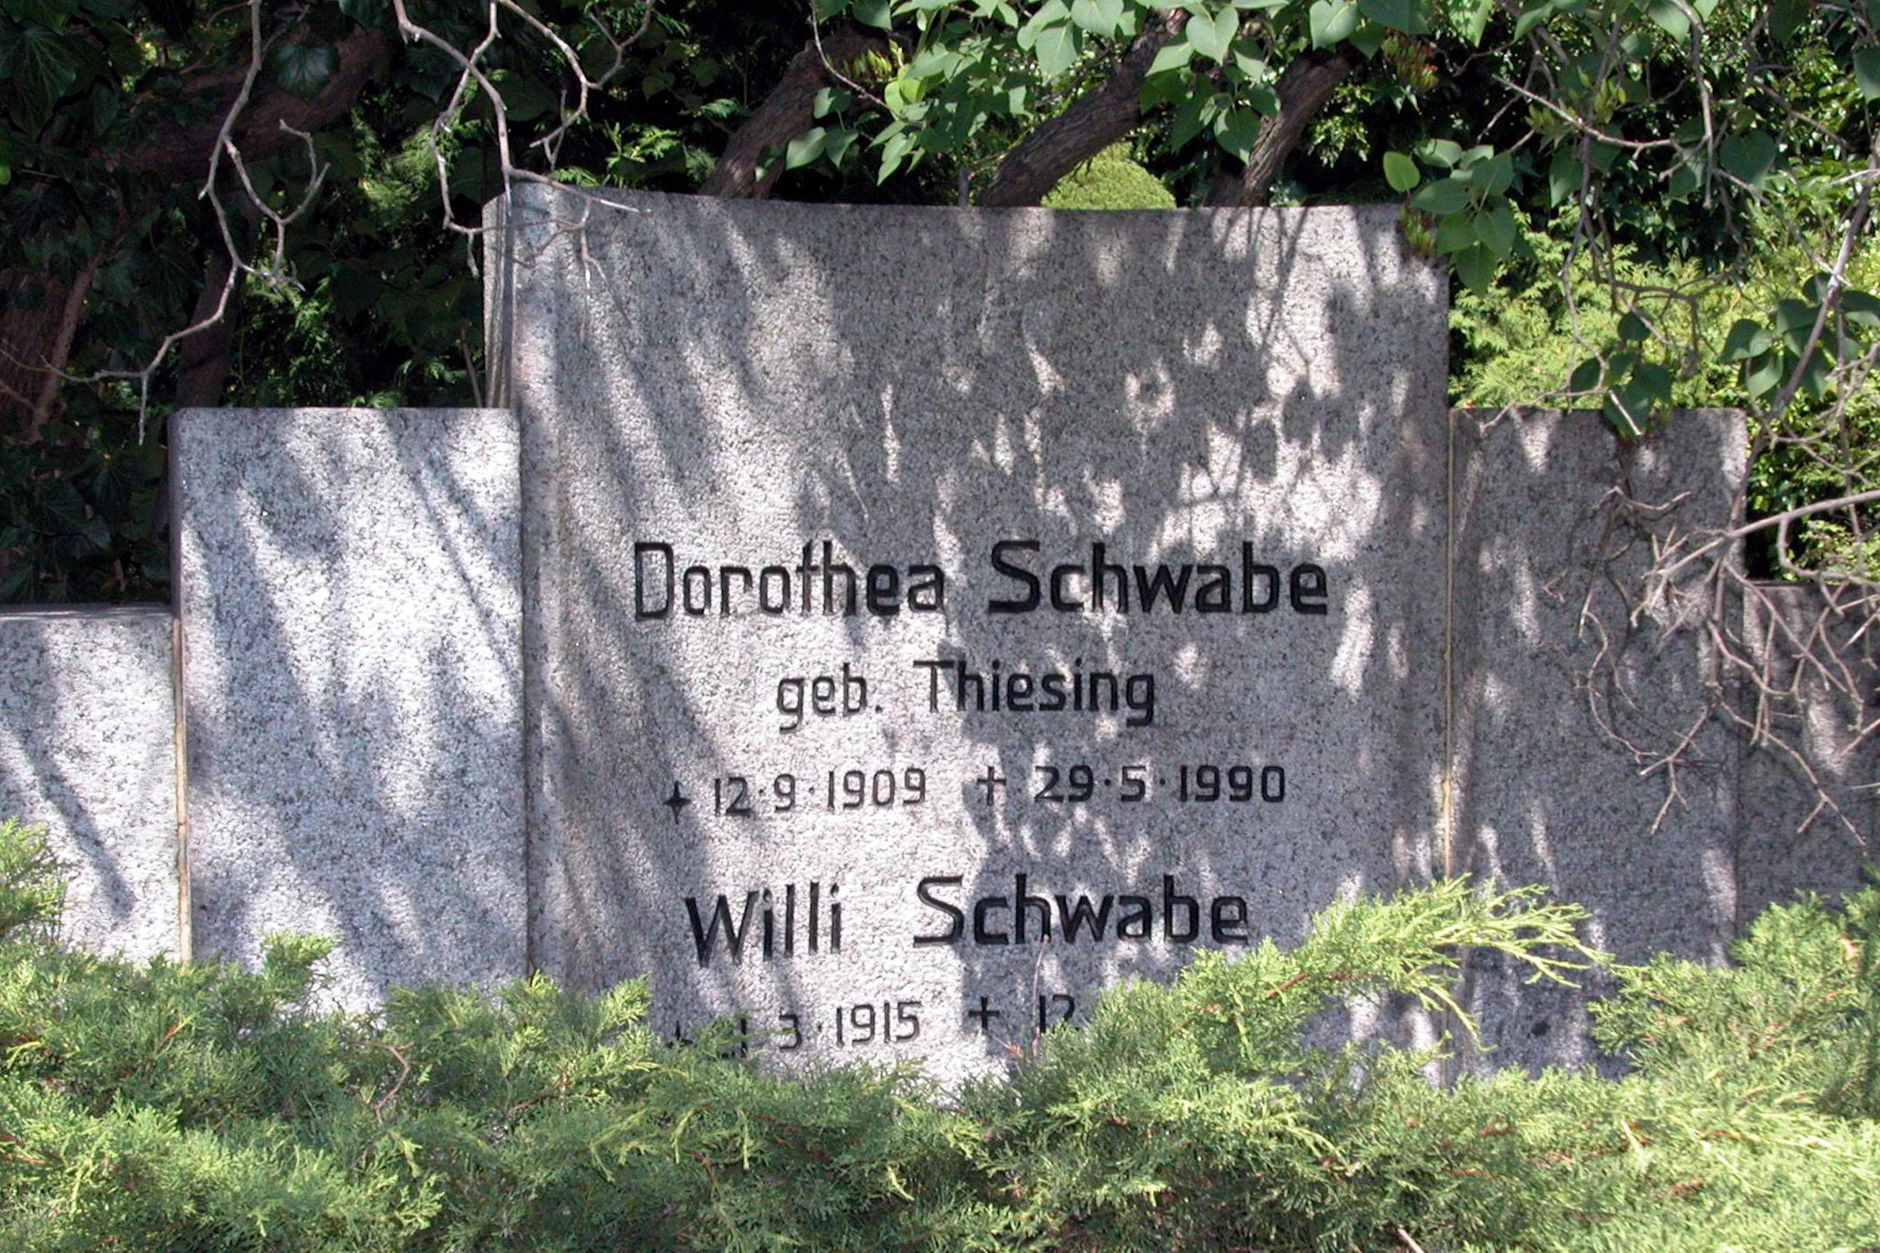 Dorothea Schwabe
geb. Thiesing
✦ 12·9·1909 ✝ 29·5·1990
Willi Schwabe
3·1915 ✝ 12